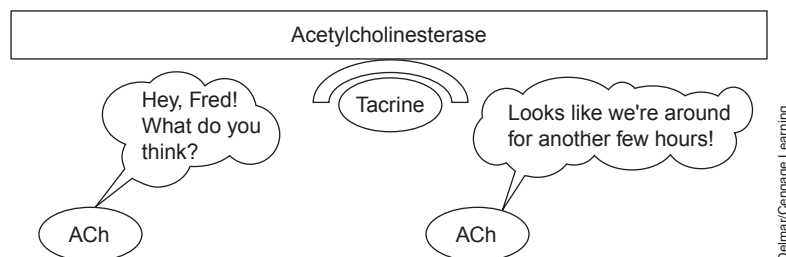 Acetylcholinesterase
Hey, Fred!
What do you
think?
Tacrine
Looks like we're around
for another few hours!
ACh
ACh
Delmar/Cengage Learning